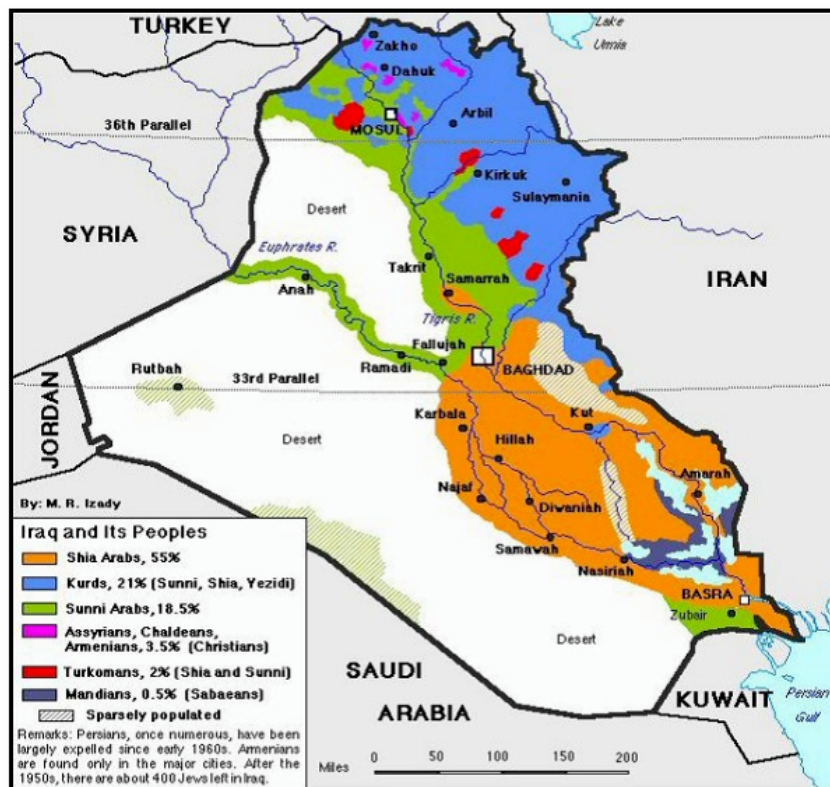 TURKEY
Lake
Urmia
Zakho
Dahuk
Arbil
36th Parallel
MOSUL
Kirkuk
Sulaymania
Desert
SYRIA
Euphrates R.
Takrit
Samarrah
IRAN
Anah
Tigris R.
Fallujah
Ramadi
BAGHDAD
Rutbah
33rd Parallel
JORDAN
Karbala
Kut
Desert
Hillah
Amarah
Najaf
Diwaniah
By: M. R. Izady
Samawah
Nasiriah
Iraq and Its Peoples
Shia Arabs, 55%
Kurds, 21% (Sunni, Shia, Yezidi)
Sunni Arabs, 18.5%
Assyrians, Chaldeans,
Armenians, 3.5% (Christians)
Turkomans, 2% (Shia and Sunni)
Mandians, 0.5% (Sabaeans)
Sparsely populated
Remarks: Persians, once numerous, have been
largely expelled since early 1960s. Armenians
are found only in the major cities. After the
1950s, there are about 400 Jews left in Iraq.
BASRA
Zubair
Desert
SAUDI
ARABIA
KUWAIT
Persian
Gulf
Miles
0 50 100 150 200